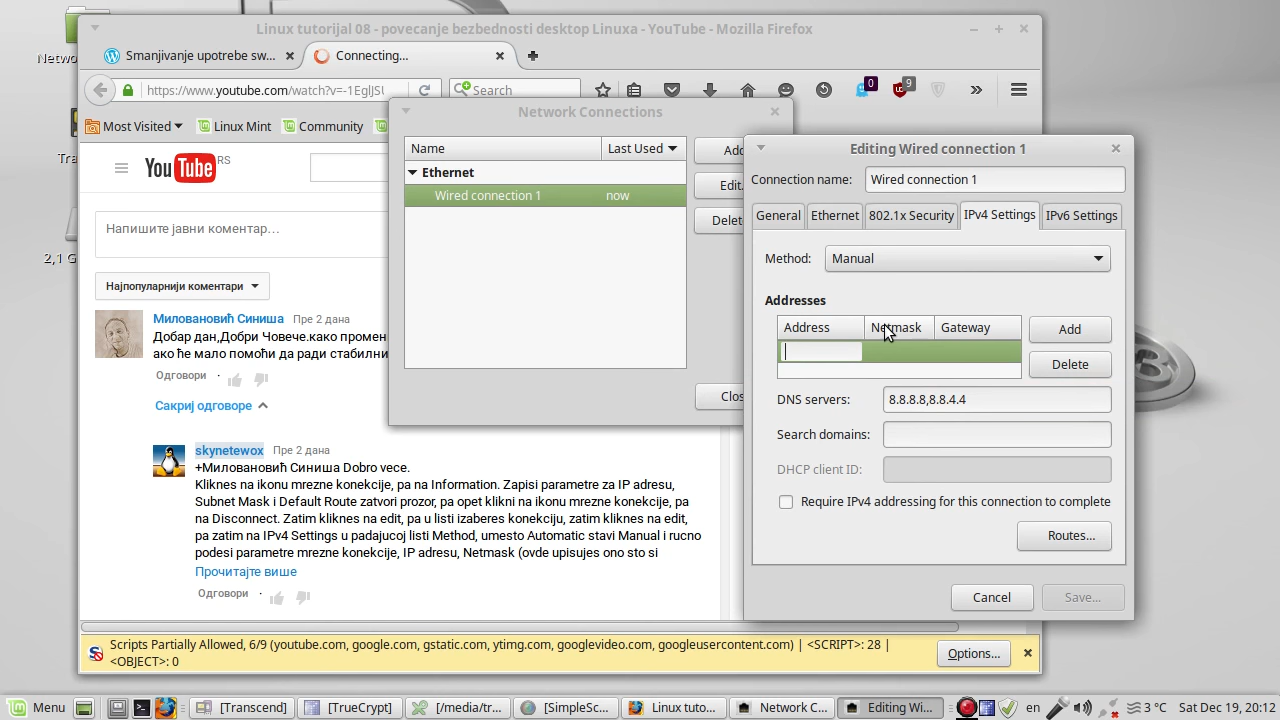 Linux tutorijal 08 - povecanje bezbednosti desktop Linuxa - YouTube - Mozilla Firefox
Smanjivanje upotrebe sw...
Connecting...
https://www.youtube.com/watch?v=-1EgIJSl
Search
0
9
Most Visited
Linux Mint
Community
YouTube RS
Напишите јавни коментар...
Најпопуларнији коментари
Миловановић Синиша Пре 2 дана
Добар дан,Добри Човече.како промен
ако ће мало помоћи да ради стабилни
Одговори ·
Сакриј одговоре
skynetewox Пре 2 дана
+Миловановић Синиша Dobro vece.
Kliknes na ikonu mrezne konekcije, pa na Information. Zapisi parametre za IP adresu,
Subnet Mask i Default Route zatvori prozor, pa opet klikni na ikonu mrezne konekcije, pa
na Disconnect. Zatim kliknes na edit, pa u listi izaberes konekciju, zatim kliknes na edit,
pa zatim na IPv4 Settings u padajucoj listi Method, umesto Automatic stavi Manual i rucno
podesi parametre mrezne konekcije, IP adresu, Netmask (ovde upisujes ono sto si
Прочитајте више
Одговори ·
Scripts Partially Allowed, 6/9 (youtube.com, google.com, gstatic.com, ytimg.com, googlevideo.com, googleusercontent.com) | <SCRIPT>: 28 |
<OBJECT>: 0
Options...
Netwo
Tra
2,1 G
Network Connections
Name
Last Used
Ethernet
Wired connection 1
now
Add
Edit.
Delet
Clos
Editing Wired connection 1
Connection name:
Wired connection 1
General
Ethernet
802.1x Security
IPv4 Settings
IPv6 Settings
Method:
Manual
Addresses
Address
Netmask
Gateway
Add
Delete
DNS servers:
8.8.8.8,8.8.4.4
Search domains:
DHCP client ID:
Require IPv4 addressing for this connection to complete
Routes...
Cancel
Save...
Menu
[Transcend]
[TrueCrypt]
[/media/tr...
[SimpleSc...
Linux tuto...
Network C...
Editing Wi...
en
3 °C
Sat Dec 19, 20:12